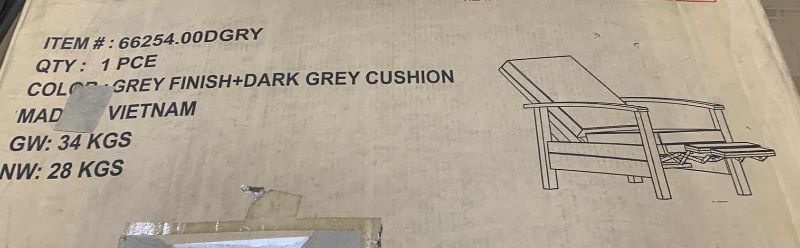 ITEM # : 66254.00DGRY
QTY : 1 PCE
COLO : GREY FINISH+DARK GREY CUSHION
MAD VIETNAM
GW: 34 KGS
NW: 28 KGS